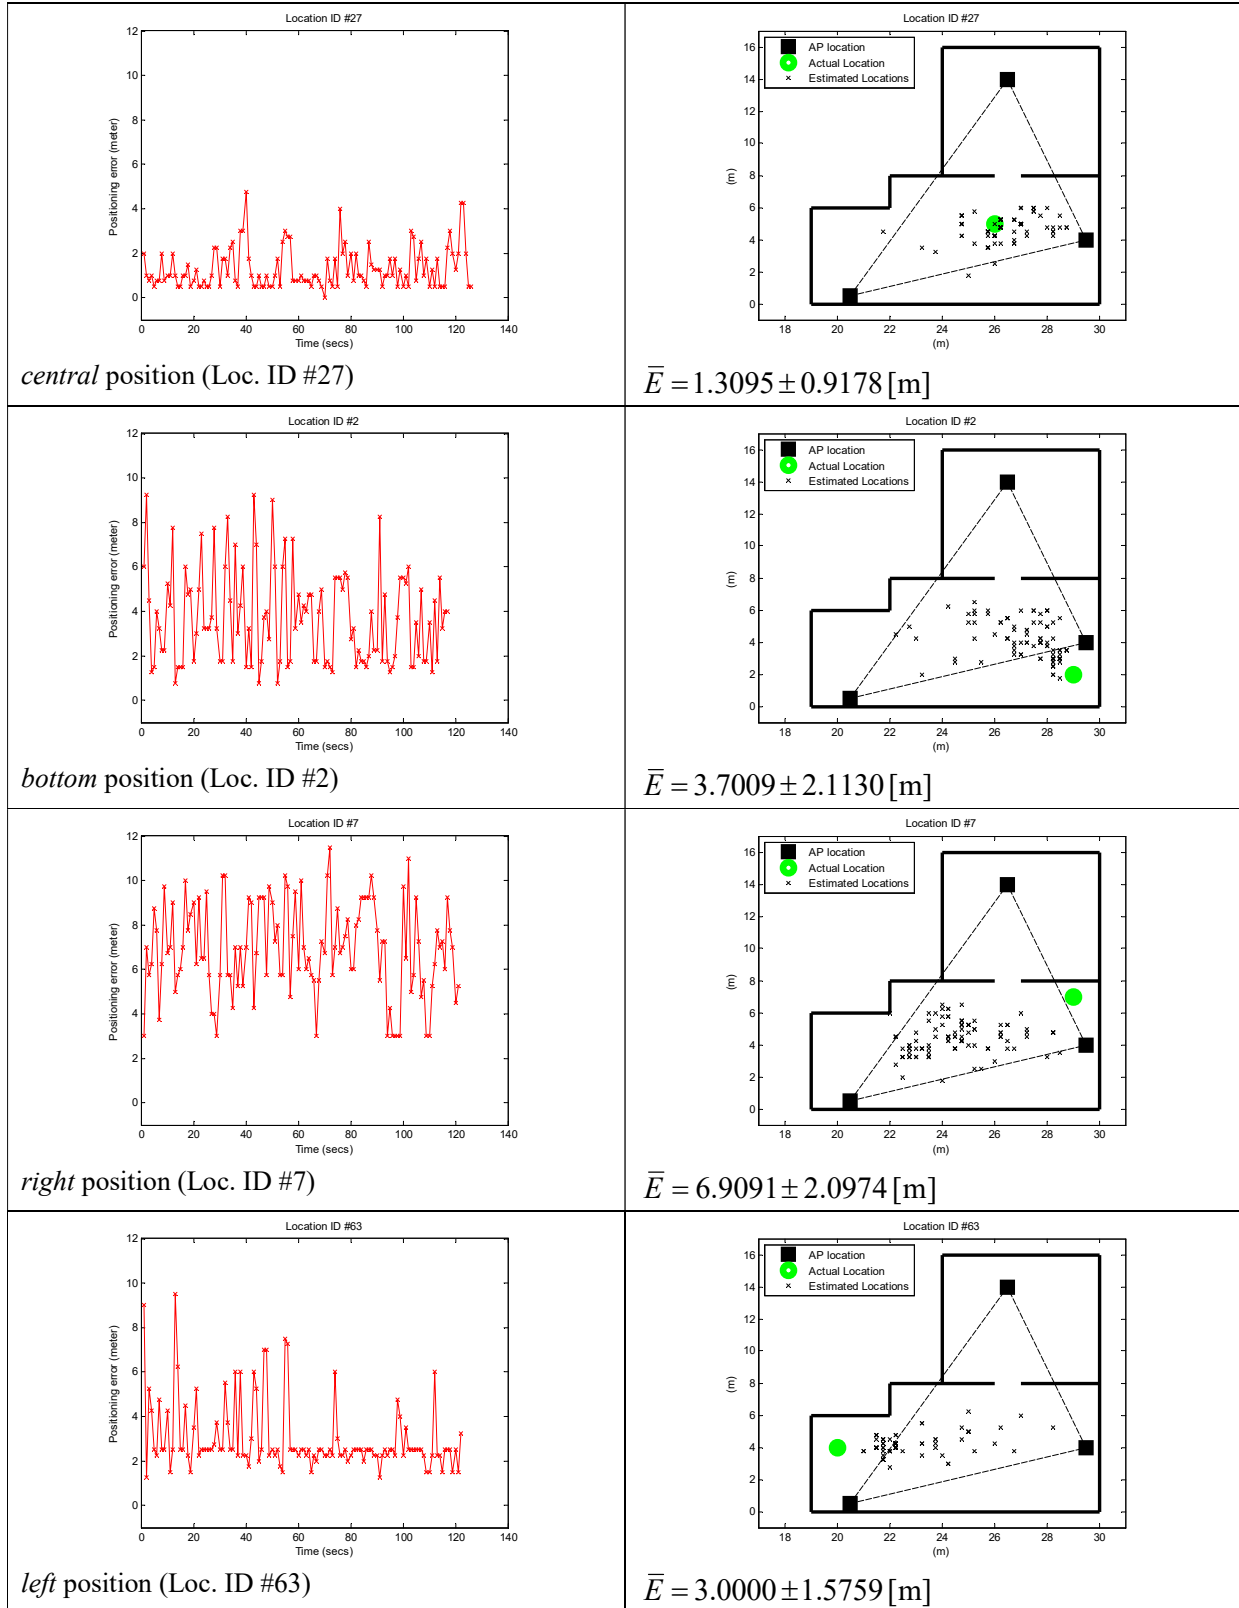 Location ID #27
12
10
8
6
4
2
0
0 20 40 60 80 100 120 140
Positioning error (meter)
Time (secs)
central position (Loc. ID #27)
Location ID #27
AP location
Actual Location
Estimated Locations
16
14
12
10
8
6
4
2
0
18 20 22 24 26 28 30
(m)
(m)
E̅ = 1.3095 ± 0.9178 [m]
Location ID #2
12
10
8
6
4
2
0
0 20 40 60 80 100 120 140
Positioning error (meter)
Time (secs)
bottom position (Loc. ID #2)
Location ID #2
AP location
Actual Location
Estimated Locations
16
14
12
10
8
6
4
2
0
18 20 22 24 26 28 30
(m)
(m)
E̅ = 3.7009 ± 2.1130 [m]
Location ID #7
12
10
8
6
4
2
0
0 20 40 60 80 100 120 140
Positioning error (meter)
Time (secs)
right position (Loc. ID #7)
Location ID #7
AP location
Actual Location
Estimated Locations
16
14
12
10
8
6
4
2
0
18 20 22 24 26 28 30
(m)
(m)
E̅ = 6.9091 ± 2.0974 [m]
Location ID #63
12
10
8
6
4
2
0
0 20 40 60 80 100 120 140
Positioning error (meter)
Time (secs)
left position (Loc. ID #63)
Location ID #63
AP location
Actual Location
Estimated Locations
16
14
12
10
8
6
4
2
0
18 20 22 24 26 28 30
(m)
(m)
E̅ = 3.0000 ± 1.5759 [m]